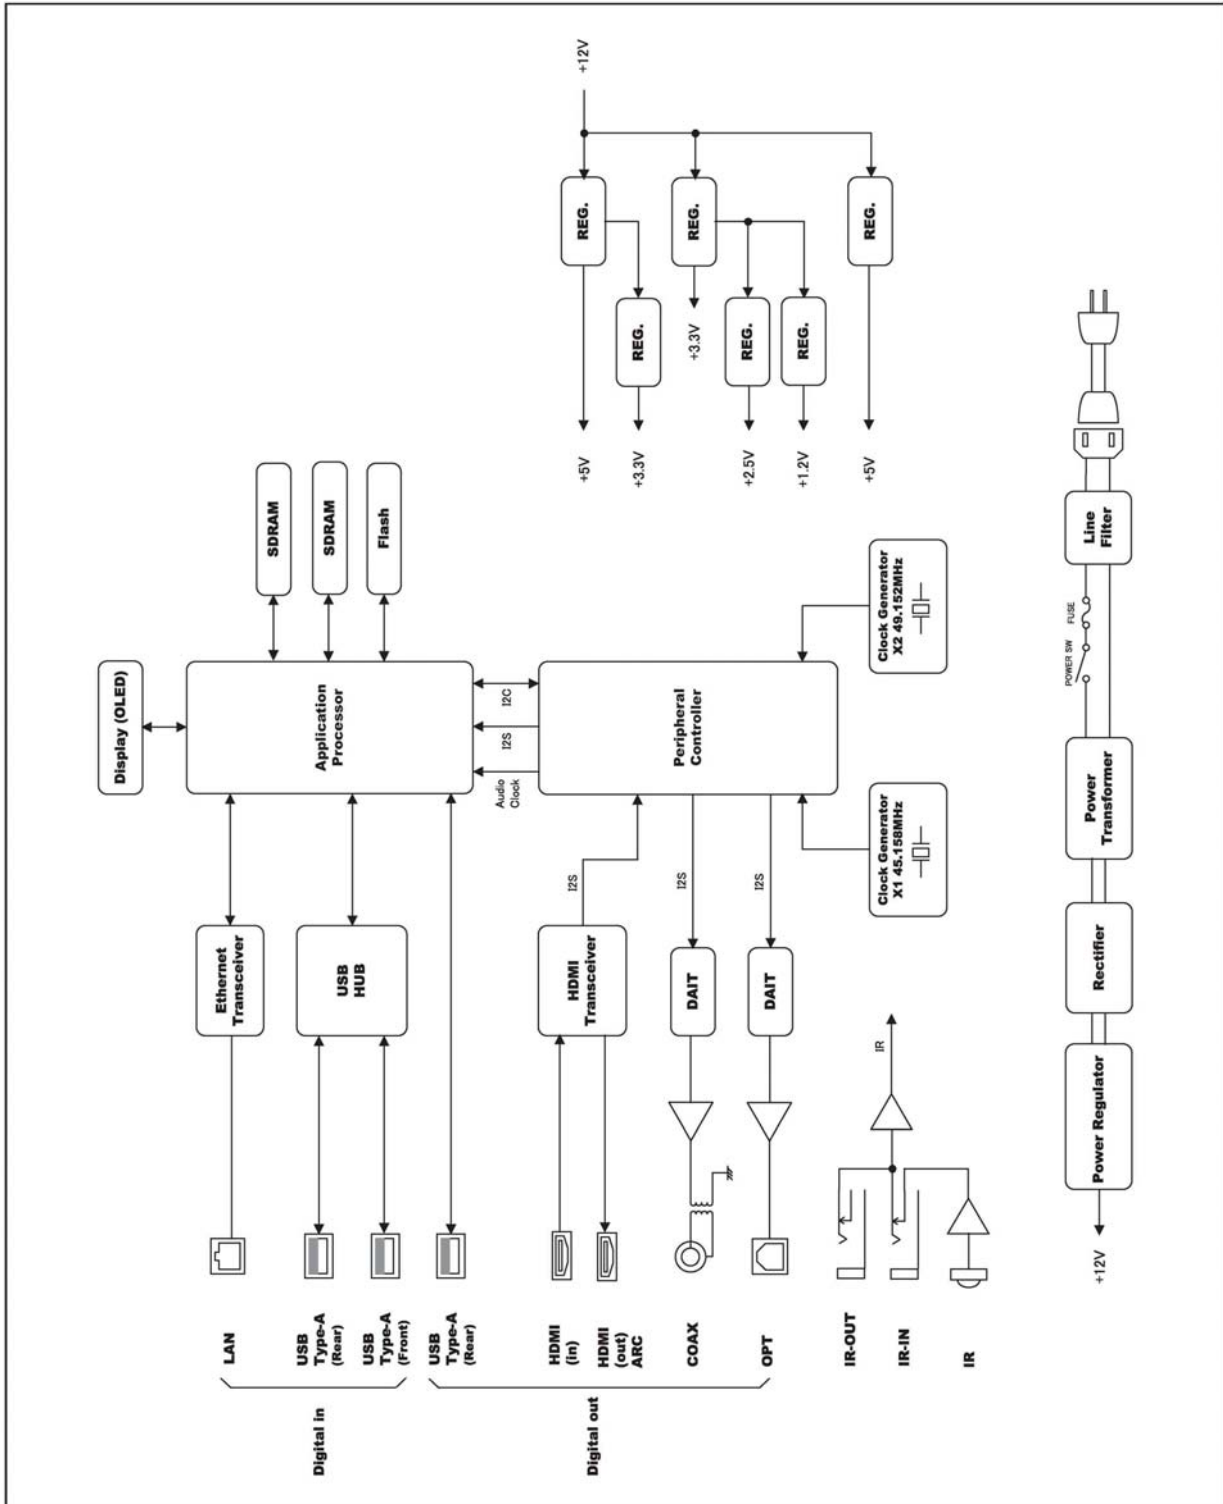 Digital in
Digital out
LAN
USB
Type-A
(Rear)
USB
Type-A
(Front)
USB
Type-A
(Rear)
HDMI
(in)
HDMI
(out)
ARC
COAX
OPT
IR-OUT
IR-IN
IR
Ethernet
Transceiver
USB
HUB
HDMI
Transceiver
DAIT
DAIT
IR
I2S
I2S
I2S
Display (OLED)
Application
Processor
Audio
Clock
I2S
I2C
Peripheral
Controller
Clock Generator
X1 45.158MHz
Clock Generator
X2 49.152MHz
SDRAM
SDRAM
Flash
+12V
REG.
REG.
REG.
REG.
REG.
REG.
+5V
+3.3V
+3.3V
+2.5V
+1.2V
+5V
+12V
Power Regulator
Rectifier
Power
Transformer
POWER SW
FUSE
Line
Filter